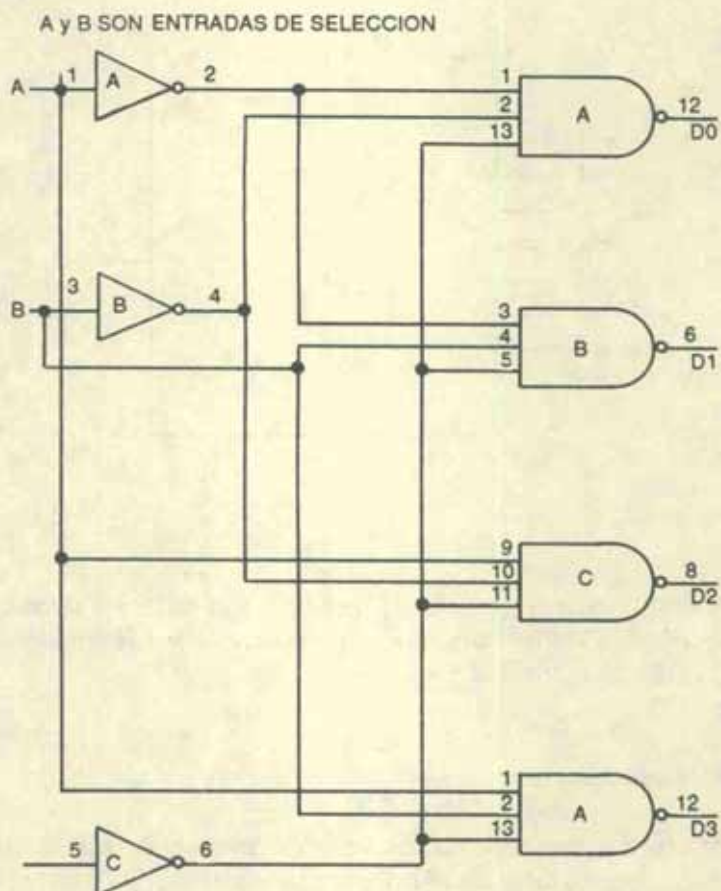 A y B SON ENTRADAS DE SELECCION
A 1 A 2 1
2 A 12
13 D0
B 3 B 4 3
4 B 6
5 D1
9
10 C 8
11 D2
1
2 A 12
13 D3
5 C 6